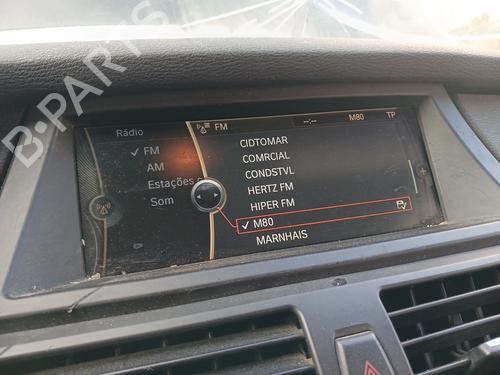 B-PARTS
Rádio
FM
--:--
M80
TP
✓ FM
AM
Estações
Som
CIDTOMAR
COMRCIAL
CONDSTVL
HERTZ FM
HIPER FM
✓ M80
MARNHAIS